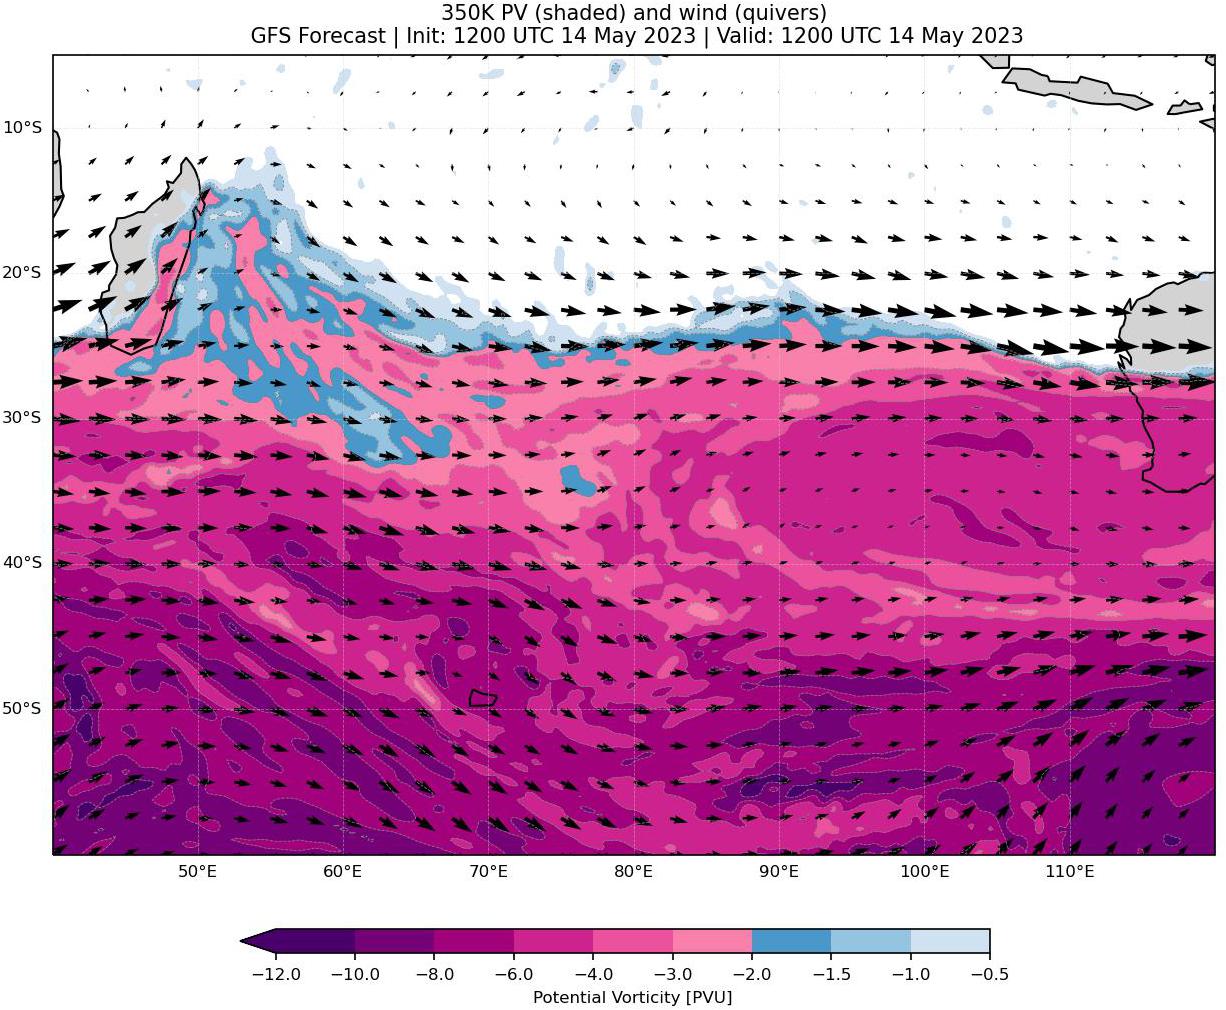 350K PV (shaded) and wind (quivers)
GFS Forecast | Init: 1200 UTC 14 May 2023 | Valid: 1200 UTC 14 May 2023
10°S
20°S
30°S
40°S
50°S
50°E 60°E 70°E 80°E 90°E 100°E 110°E
−12.0 −10.0 −8.0 −6.0 −4.0 −3.0 −2.0 −1.5 −1.0 −0.5
Potential Vorticity [PVU]